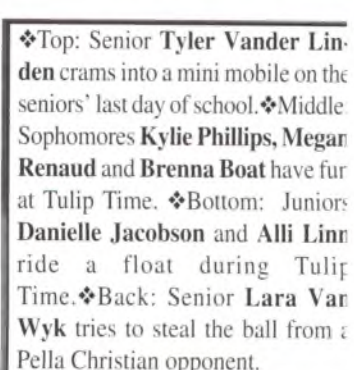 ❖Top: Senior Tyler Vander Lin-
den crams into a mini mobile on the
seniors' last day of school.❖Middle:
Sophomores Kylie Phillips, Megan
Renaud and Brenna Boat have fun
at Tulip Time. ❖Bottom: Juniors
Danielle Jacobson and Alli Linn
ride a float during Tulip
Time.❖Back: Senior Lara Van
Wyk tries to steal the ball from a
Pella Christian opponent.